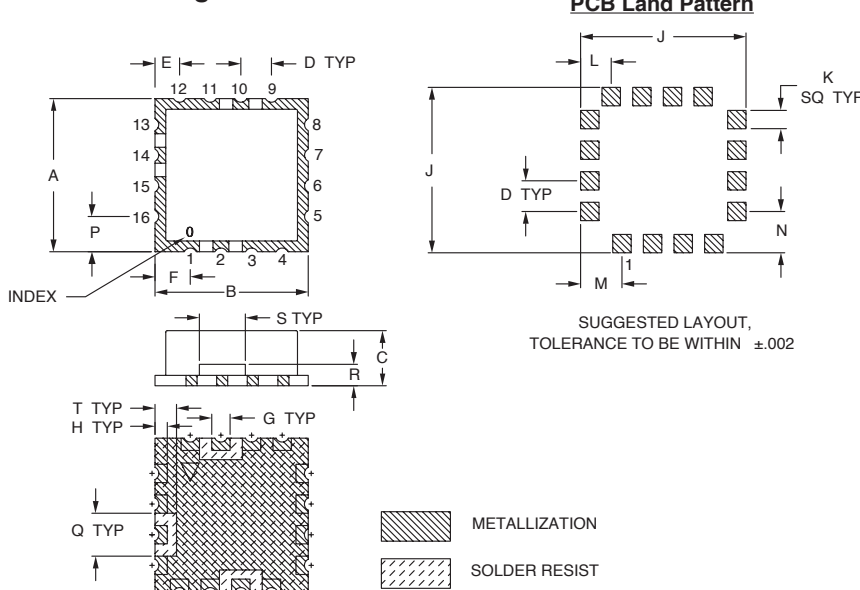 PCB Land Pattern
E
D TYP
12 11 10 9
13
14
15
16
8
7
6
5
A
P
0
1 2 3 4
F
B
INDEX
J
L
K
SQ TYP
J
D TYP
N
1
M
SUGGESTED LAYOUT,
TOLERANCE TO BE WITHIN ±.002
S TYP
C
R
T TYP
H TYP
G TYP
Q TYP
METALLIZATION
SOLDER RESIST